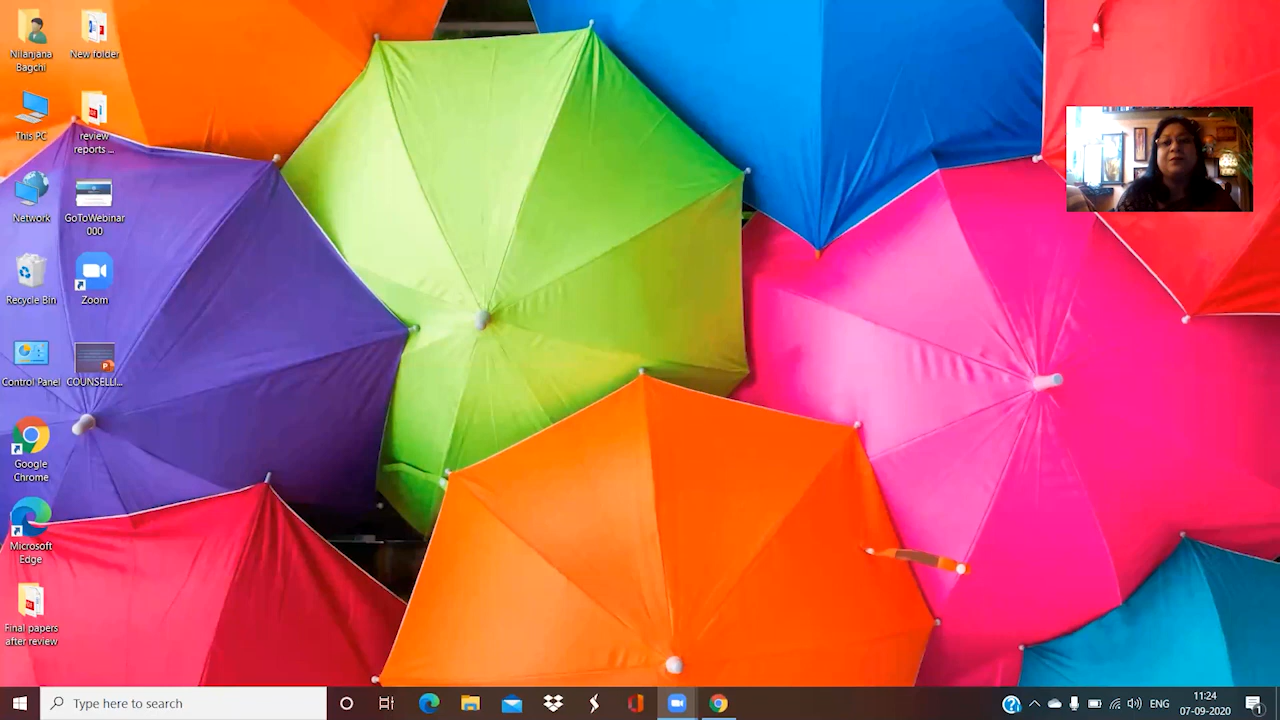 Nilanjana
Bagchi
New folder
This PC
review
reports ...
Network
GoToWebinar
000
Recycle Bin
Zoom
Control Panel
COUNSELLI...
Google
Chrome
Microsoft
Edge
Final papers
after review
Type here to search
ENG
11:24
07-09-2020
1